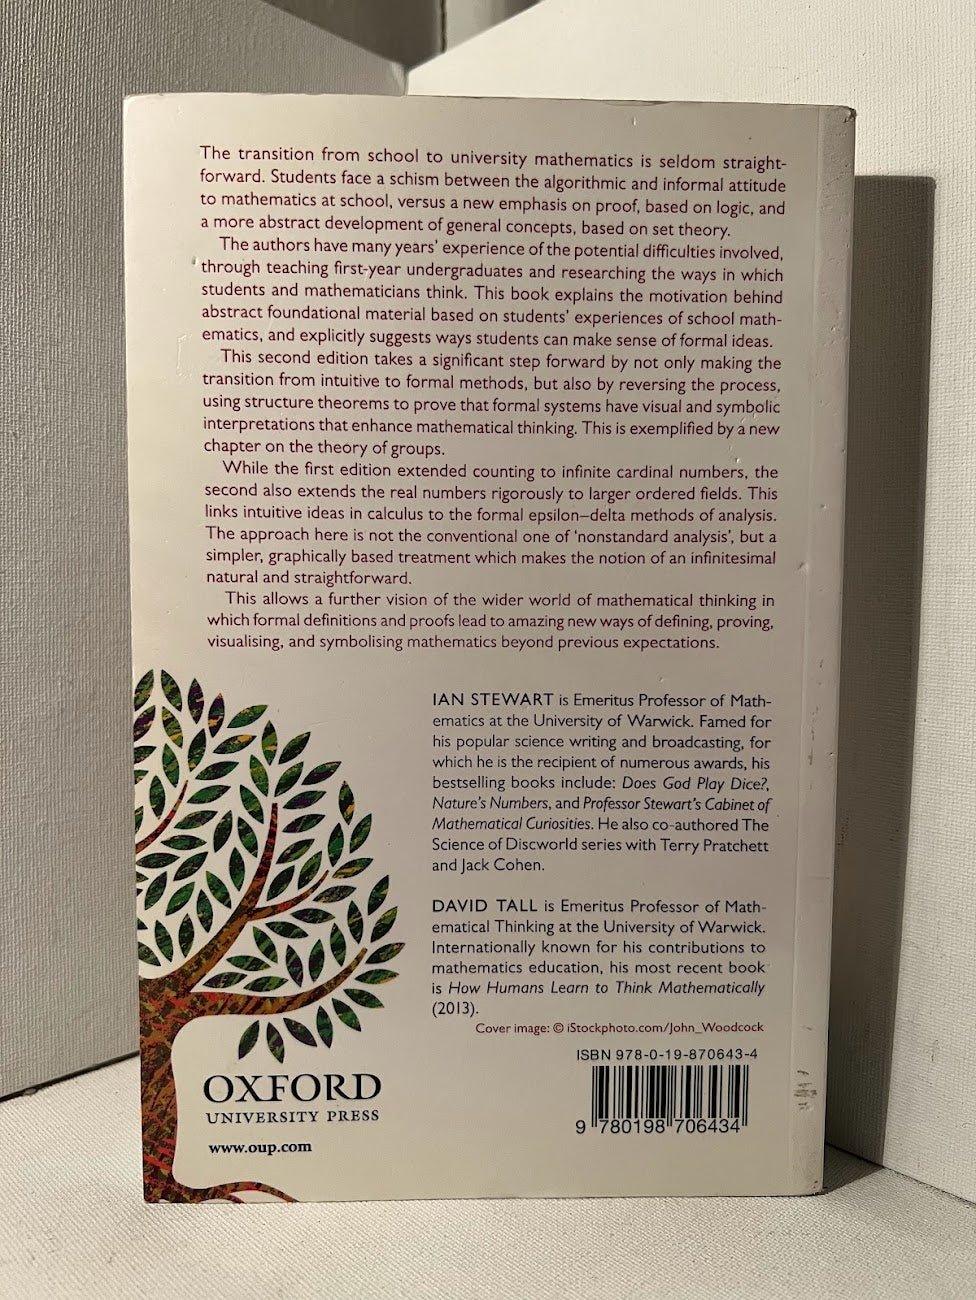 The transition from school to university mathematics is seldom straight-
forward. Students face a schism between the algorithmic and informal attitude
to mathematics at school, versus a new emphasis on proof, based on logic, and
a more abstract development of general concepts, based on set theory.
The authors have many years' experience of the potential difficulties involved,
through teaching first-year undergraduates and researching the ways in which
students and mathematicians think. This book explains the motivation behind
abstract foundational material based on students' experiences of school math-
ematics, and explicitly suggests ways students can make sense of formal ideas.
This second edition takes a significant step forward by not only making the
transition from intuitive to formal methods, but also by reversing the process,
using structure theorems to prove that formal systems have visual and symbolic
interpretations that enhance mathematical thinking. This is exemplified by a new
chapter on the theory of groups.
While the first edition extended counting to infinite cardinal numbers, the
second also extends the real numbers rigorously to larger ordered fields. This
links intuitive ideas in calculus to the formal epsilon–delta methods of analysis.
The approach here is not the conventional one of 'nonstandard analysis', but a
simpler, graphically based treatment which makes the notion of an infinitesimal
natural and straightforward.
This allows a further vision of the wider world of mathematical thinking in
which formal definitions and proofs lead to amazing new ways of defining, proving,
visualising, and symbolising mathematics beyond previous expectations.
IAN STEWART is Emeritus Professor of Math-
ematics at the University of Warwick. Famed for
his popular science writing and broadcasting, for
which he is the recipient of numerous awards, his
bestselling books include: Does God Play Dice?,
Nature's Numbers, and Professor Stewart's Cabinet of
Mathematical Curiosities. He also co-authored The
Science of Discworld series with Terry Pratchett
and Jack Cohen.
DAVID TALL is Emeritus Professor of Math-
ematical Thinking at the University of Warwick.
Internationally known for his contributions to
mathematics education, his most recent book
is How Humans Learn to Think Mathematically
(2013).
Cover image: © iStockphoto.com/John_Woodcock
ISBN 978-0-19-870643-4
9 780198 706434
OXFORD
UNIVERSITY PRESS
www.oup.com